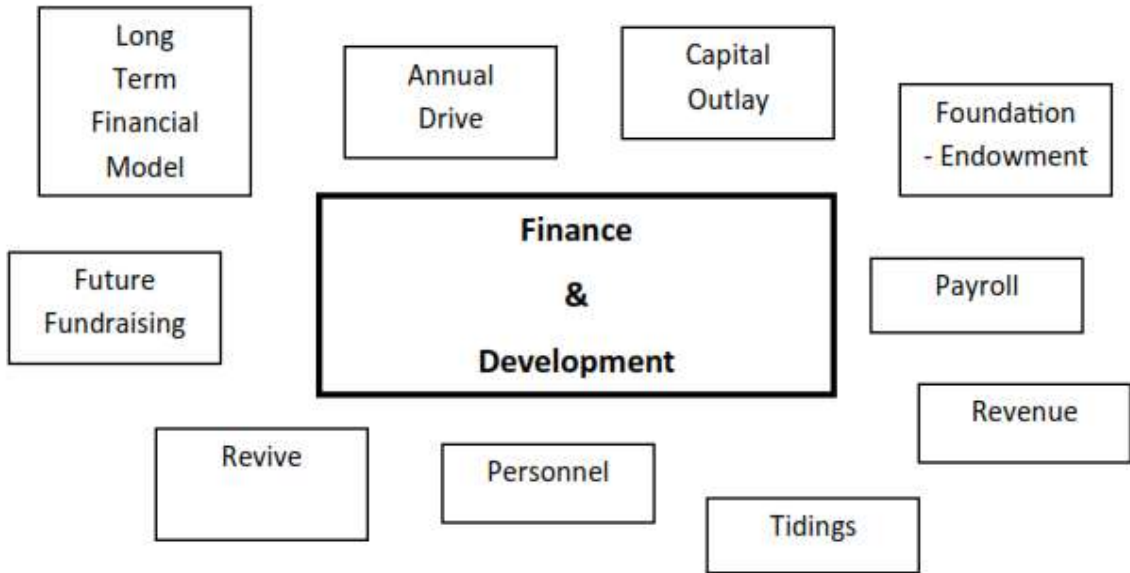 Long
Term
Financial
Model
Annual
Drive
Capital
Outlay
Foundation
- Endowment
Finance
&
Development
Future
Fundraising
Payroll
Revenue
Revive
Personnel
Tidings